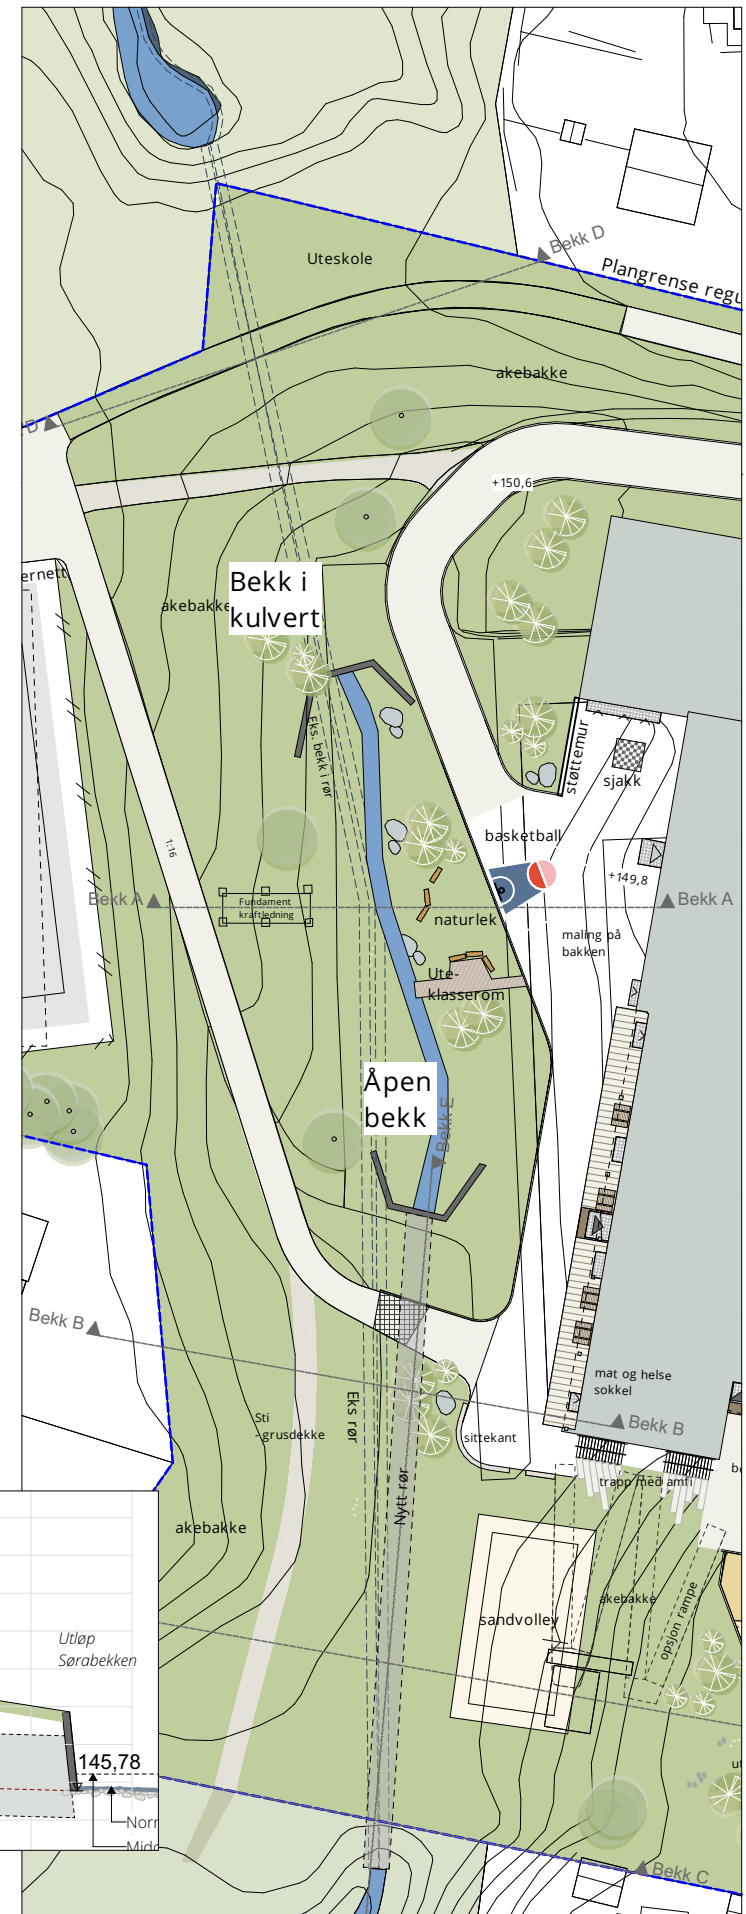 Bekk D
Uteskole
Plangrense regu
akebakke
D
+150,6
ernett
Bekk i
kulvert
akebakke
Eks. bekk i rør
støttemur
sjakk
basketball
1:16
+149,8
Bekk A
Fundament
kraftledning
Bekk A
naturlek
maling på
bakken
Ute-
klasserom
Åpen
bekk
Bekk E
Bekk B
mat og helse
sokkel
Sti
- grusdekke
Eks rør
Bekk B
sittekant
Nytt rør
trapp med amfi
be
akebakke
sandvolley
akebakke
opsjon rampe
Utløp
Sørabekken
145,78
ut
Norr
Midd
Bekk C